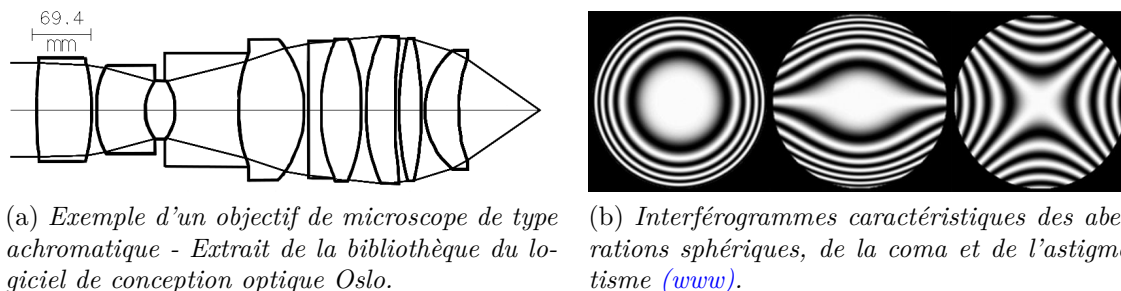 69.4
mm
(a) Exemple d'un objectif de microscope de type
achromatique - Extrait de la bibliothèque du lo-
giciel de conception optique Oslo.
(b) Interférogrammes caractéristiques des abe
rations sphériques, de la coma et de l'astigm
tisme (www).